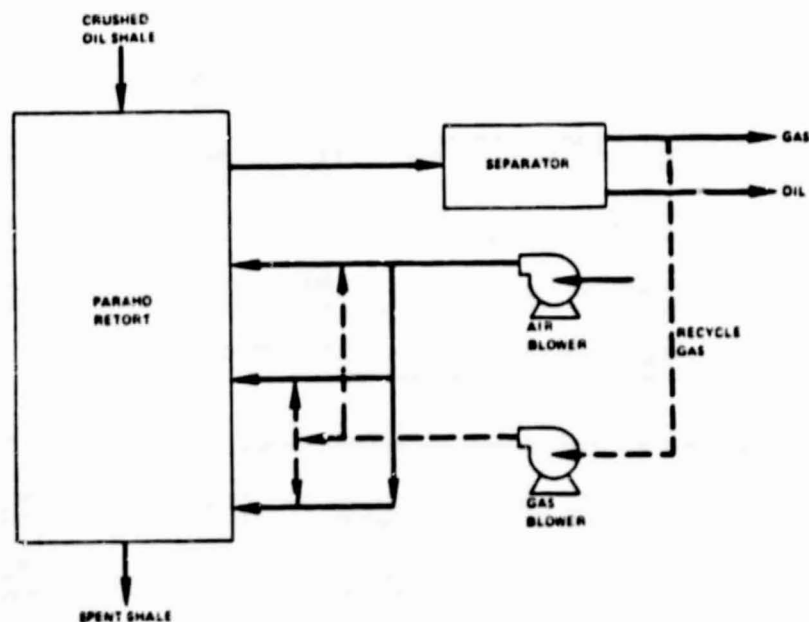 CRUSHED
OIL SHALE
SEPARATOR
GAS
OIL
PARAHO
RETORT
AIR
BLOWER
RECYCLE
GAS
GAS
BLOWER
SPENT SHALE